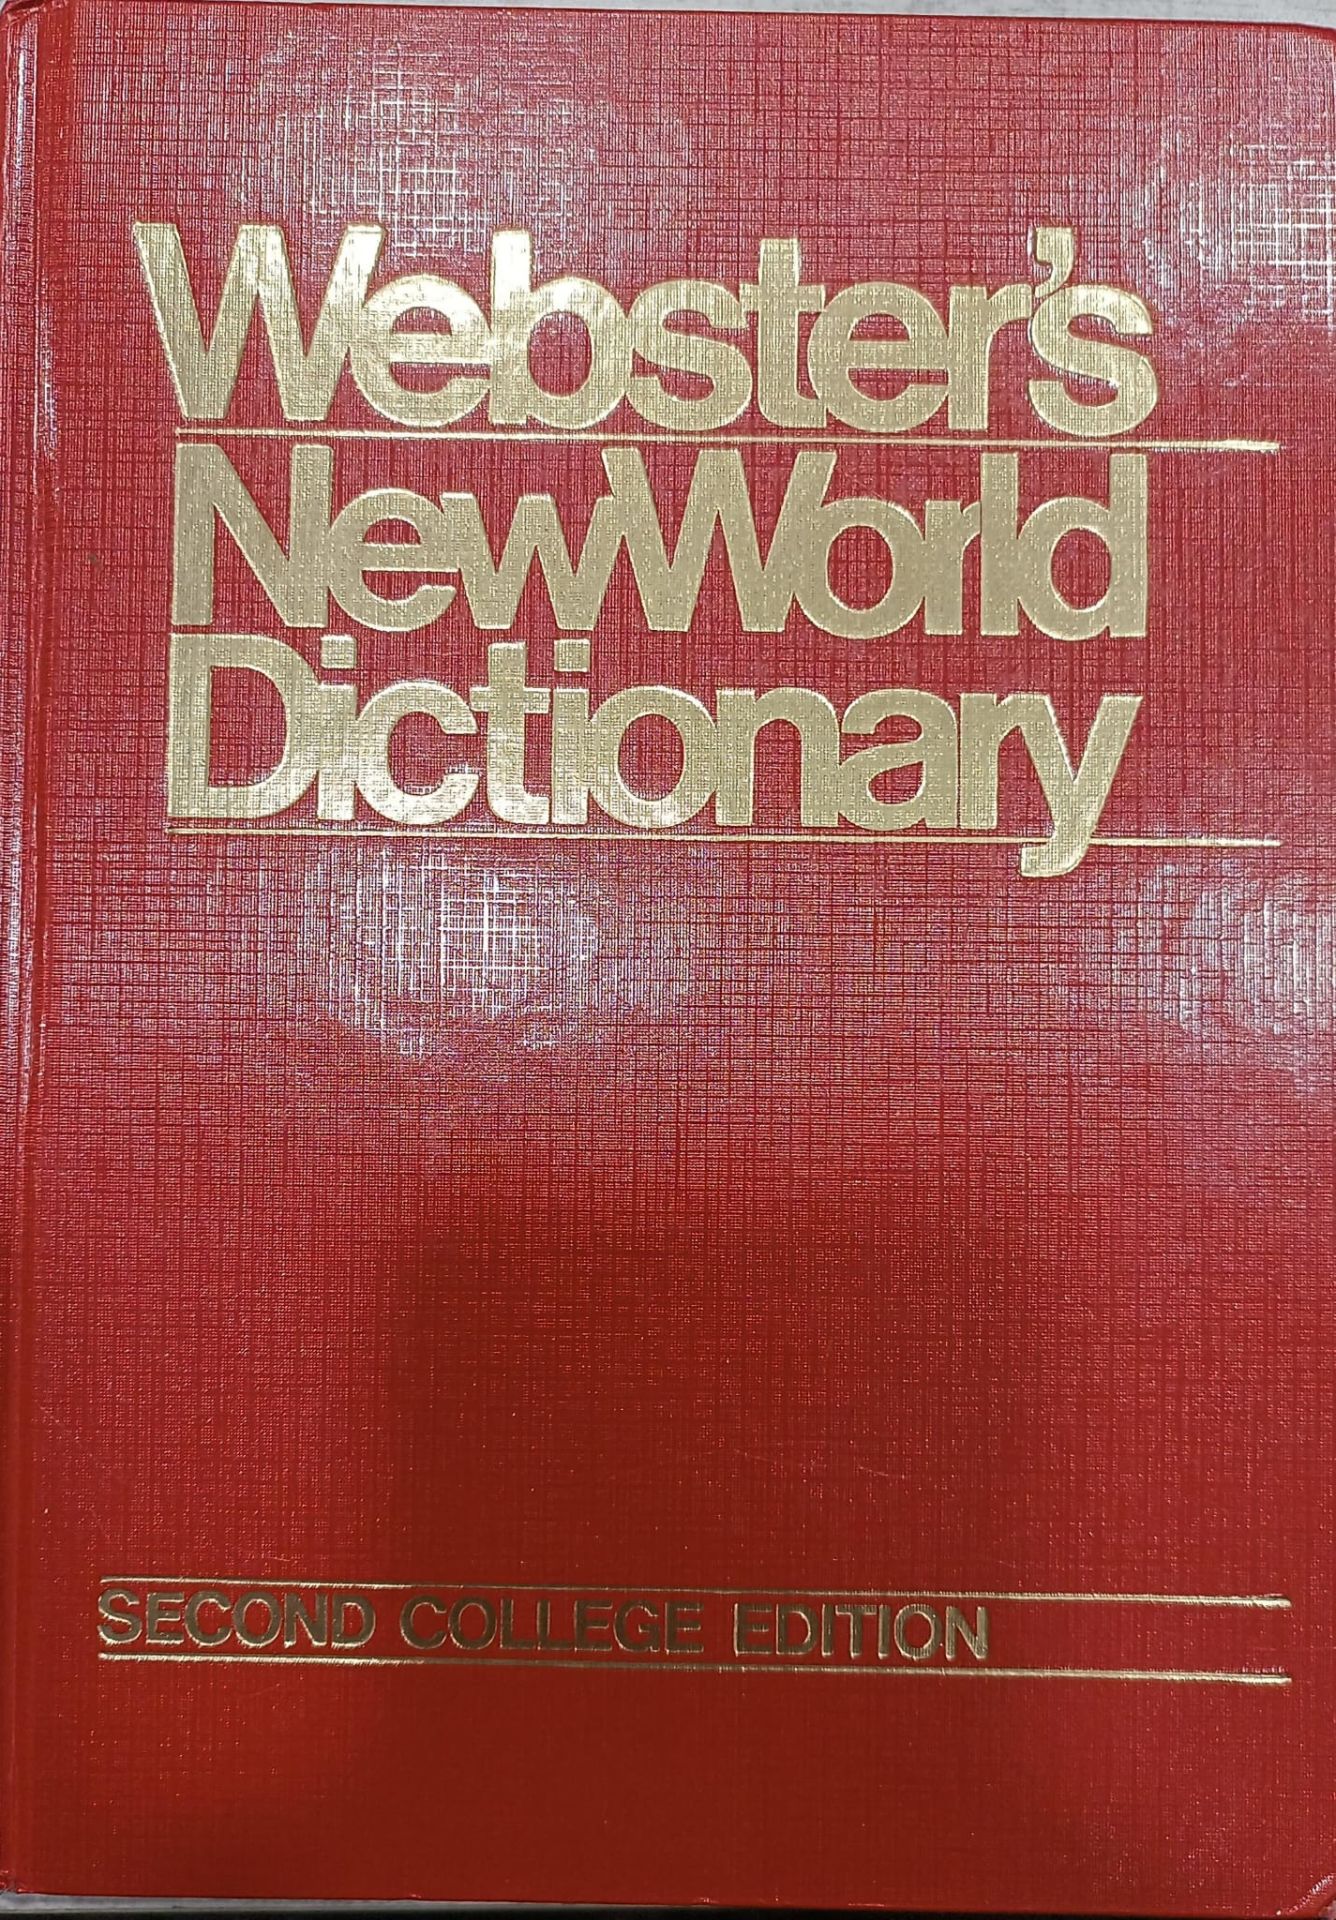 Webster's
NewWorld
Dictionary
SECOND COLLEGE EDITION